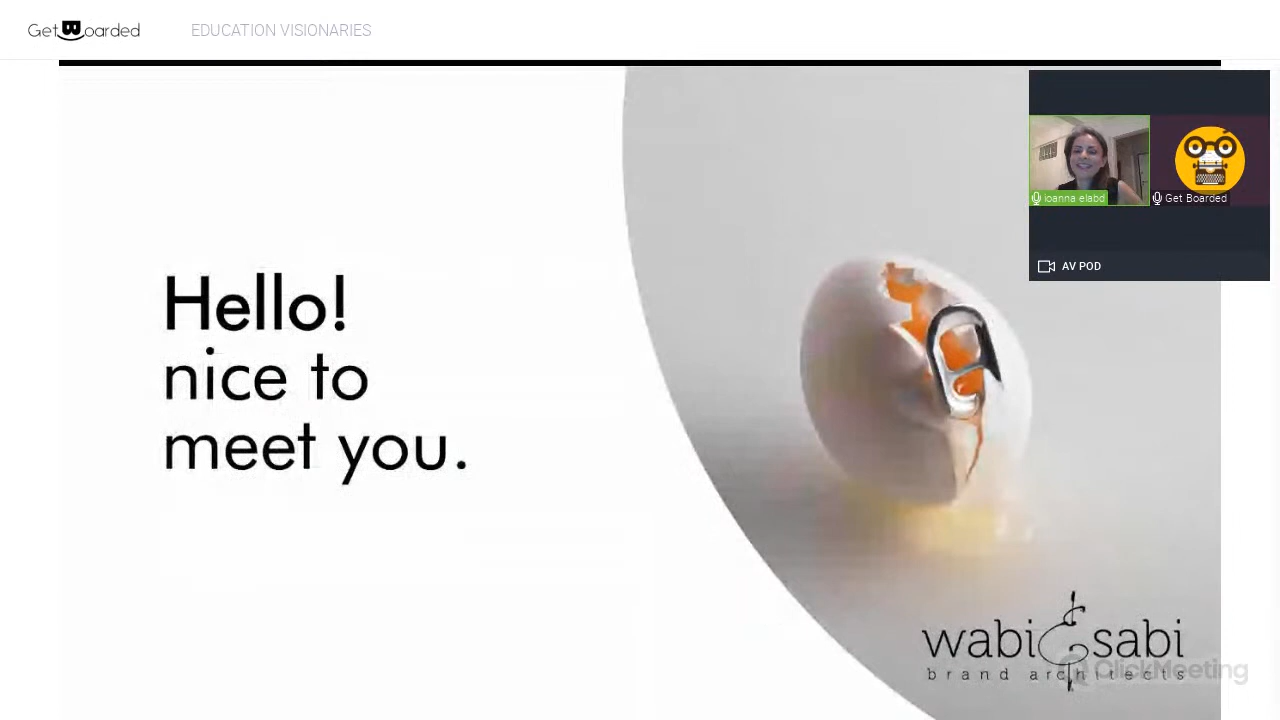 GetBoarded
EDUCATION VISIONARIES
ioanna elabd
Get Boarded
AV POD
Hello!
nice to
meet you.
wabi&sabi
brand architects
ClickMeeting